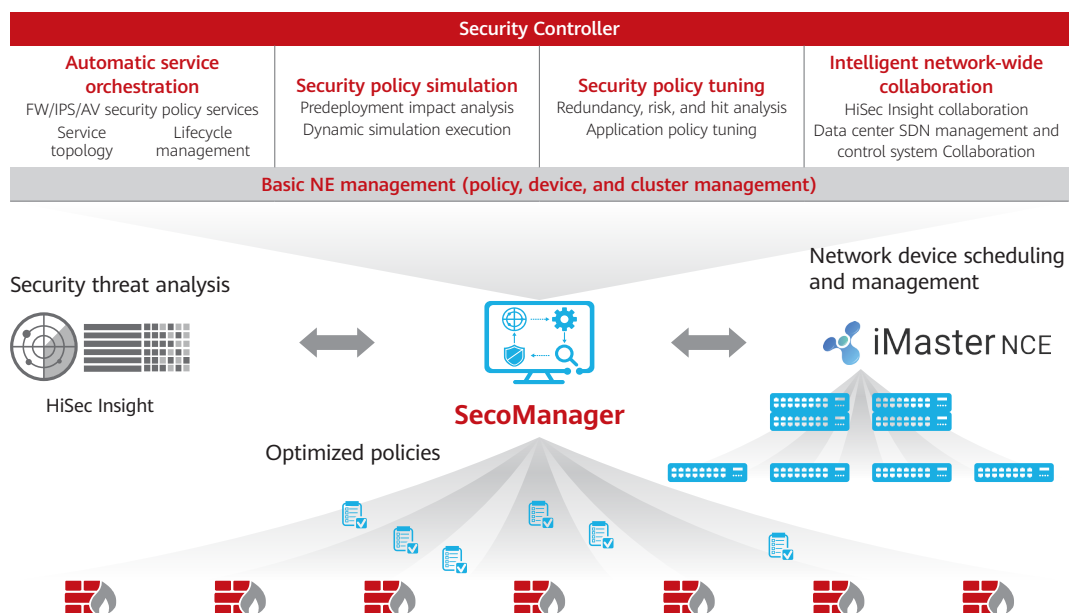 Security Controller
Automatic service
orchestration
FW/IPS/AV security policy services
Service
topology
Lifecycle
management
Security policy simulation
Predeployment impact analysis
Dynamic simulation execution
Security policy tuning
Redundancy, risk, and hit analysis
Application policy tuning
Intelligent network-wide
collaboration
HiSec Insight collaboration
Data center SDN management and
control system Collaboration
Basic NE management (policy, device, and cluster management)
Security threat analysis
HiSec Insight
SecoManager
Network device scheduling
and management
iMaster NCE
Optimized policies